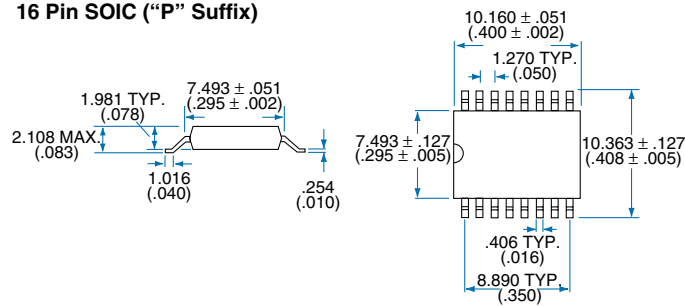 16 Pin SOIC (“P” Suffix)
1.981 TYP.
(.078)
7.493 ± .051
(.295 ± .002)
2.108 MAX.
(.083)
1.016
(.040)
.254
(.010)
10.160 ± .051
(.400 ± .002)
1.270 TYP.
(.050)
7.493 ± .127
(.295 ± .005)
10.363 ± .127
(.408 ± .005)
.406 TYP.
(.016)
8.890 TYP.
(.350)